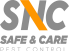 SNC
SAFE & CARE
PEST CONTROL